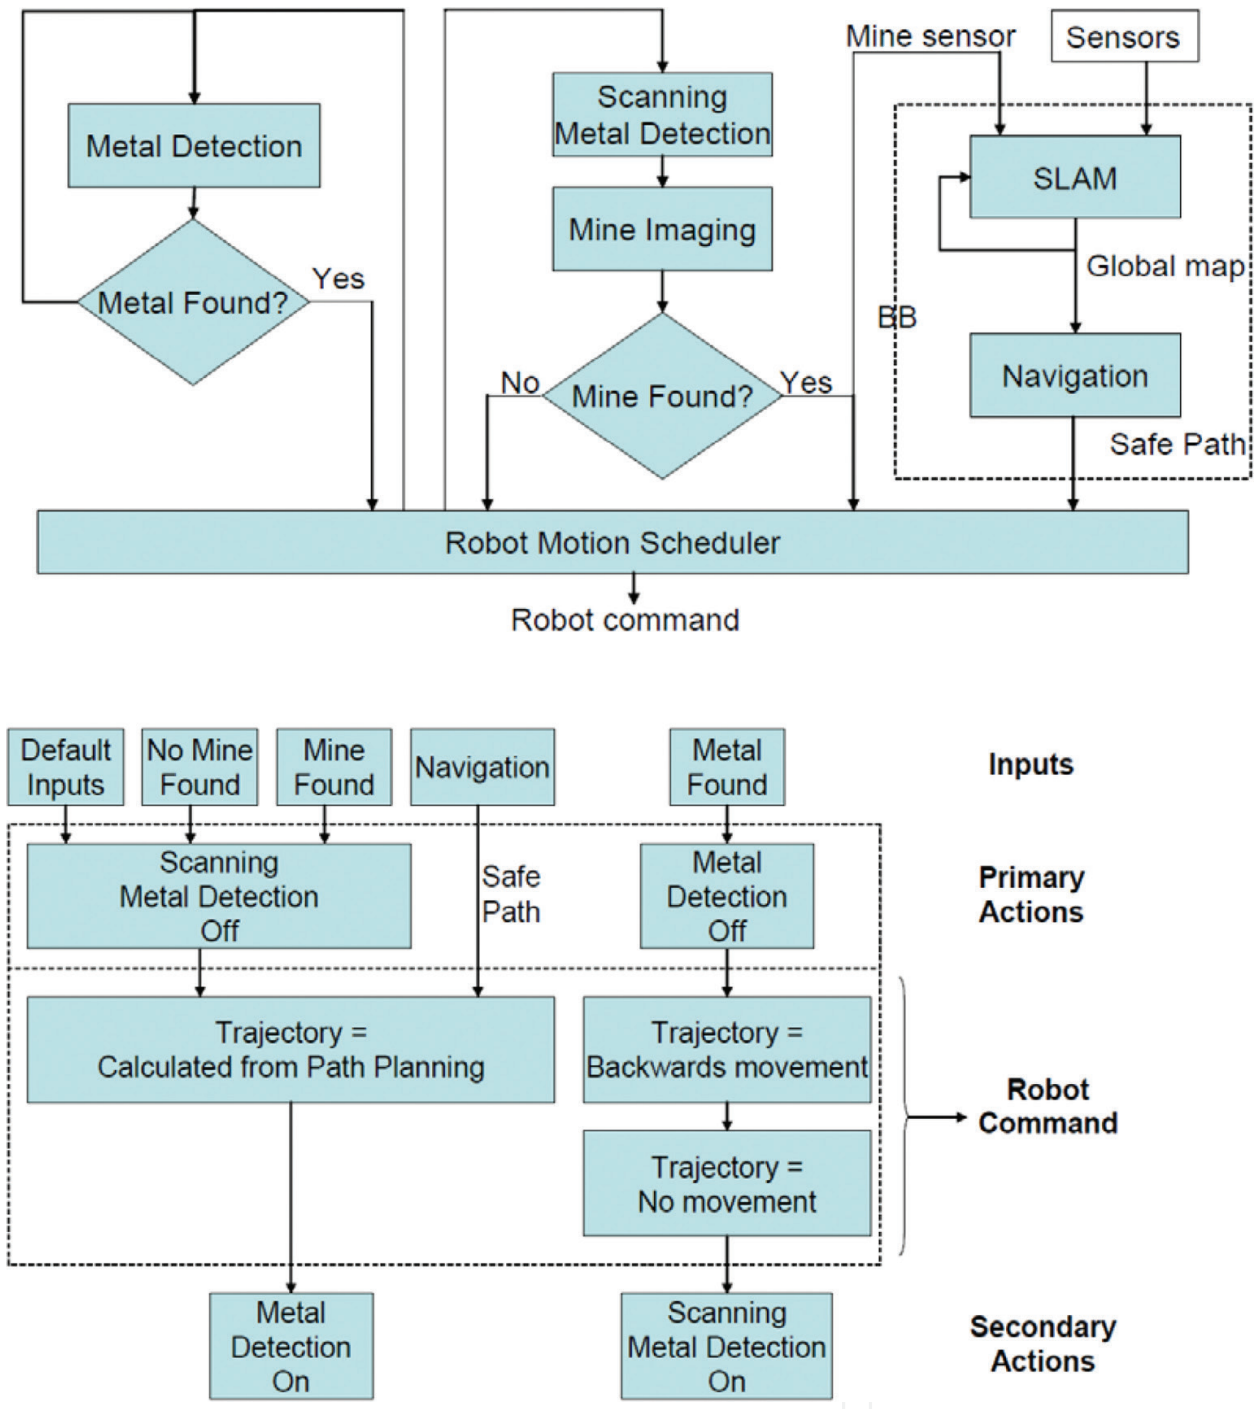 Mine sensor
Sensors
Metal Detection
Scanning
Metal Detection
SLAM
Mine Imaging
Global map
Yes
Metal Found?
BB
No
Mine Found?
Yes
Navigation
Safe Path
Robot Motion Scheduler
Robot command
Default
Inputs
No Mine
Found
Mine
Found
Navigation
Metal
Found
Inputs
Scanning
Metal Detection
Off
Safe
Path
Metal
Detection
Off
Primary
Actions
Trajectory =
Calculated from Path Planning
Trajectory =
Backwards movement
Robot
Command
Trajectory =
No movement
Metal
Detection
On
Scanning
Metal Detection
On
Secondary
Actions